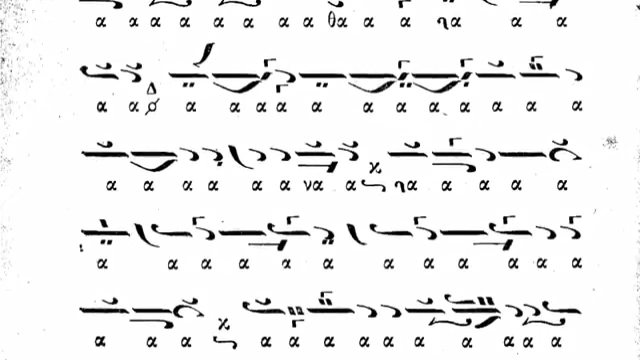 α α α α α α α α α θα α α ηα α α
α α α α α α α α α α α α α α
α α α α α α να α ηα α α α α
α α α α α α α α α α α α α
α α α α α α α α α α α α α